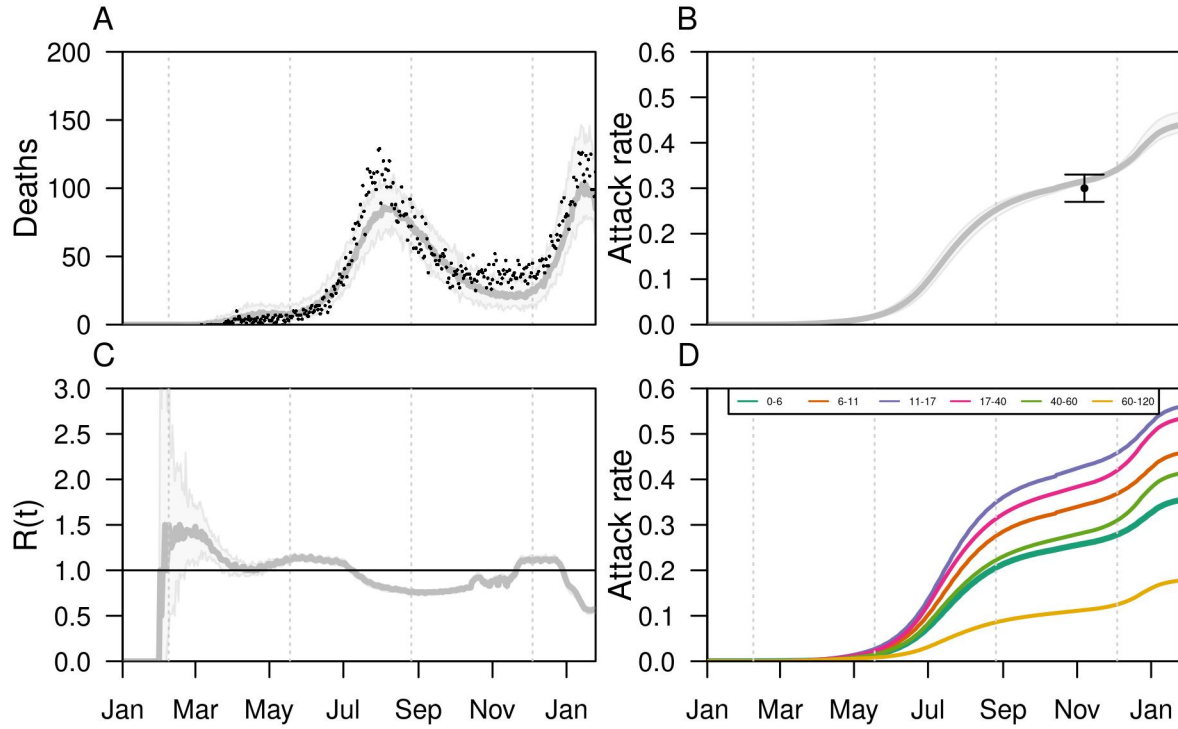 A
Deaths
200
150
100
50
0
B
Attack rate
0.6
0.5
0.4
0.3
0.2
0.1
0.0
C
R(t)
3.0
2.5
2.0
1.5
1.0
0.5
0.0
Jan Mar May Jul Sep Nov Jan
D
Attack rate
0.6
0.5
0.4
0.3
0.2
0.1
0.0
0-6 6-11 11-17 17-40 40-60 60-120
Jan Mar May Jul Sep Nov Jan